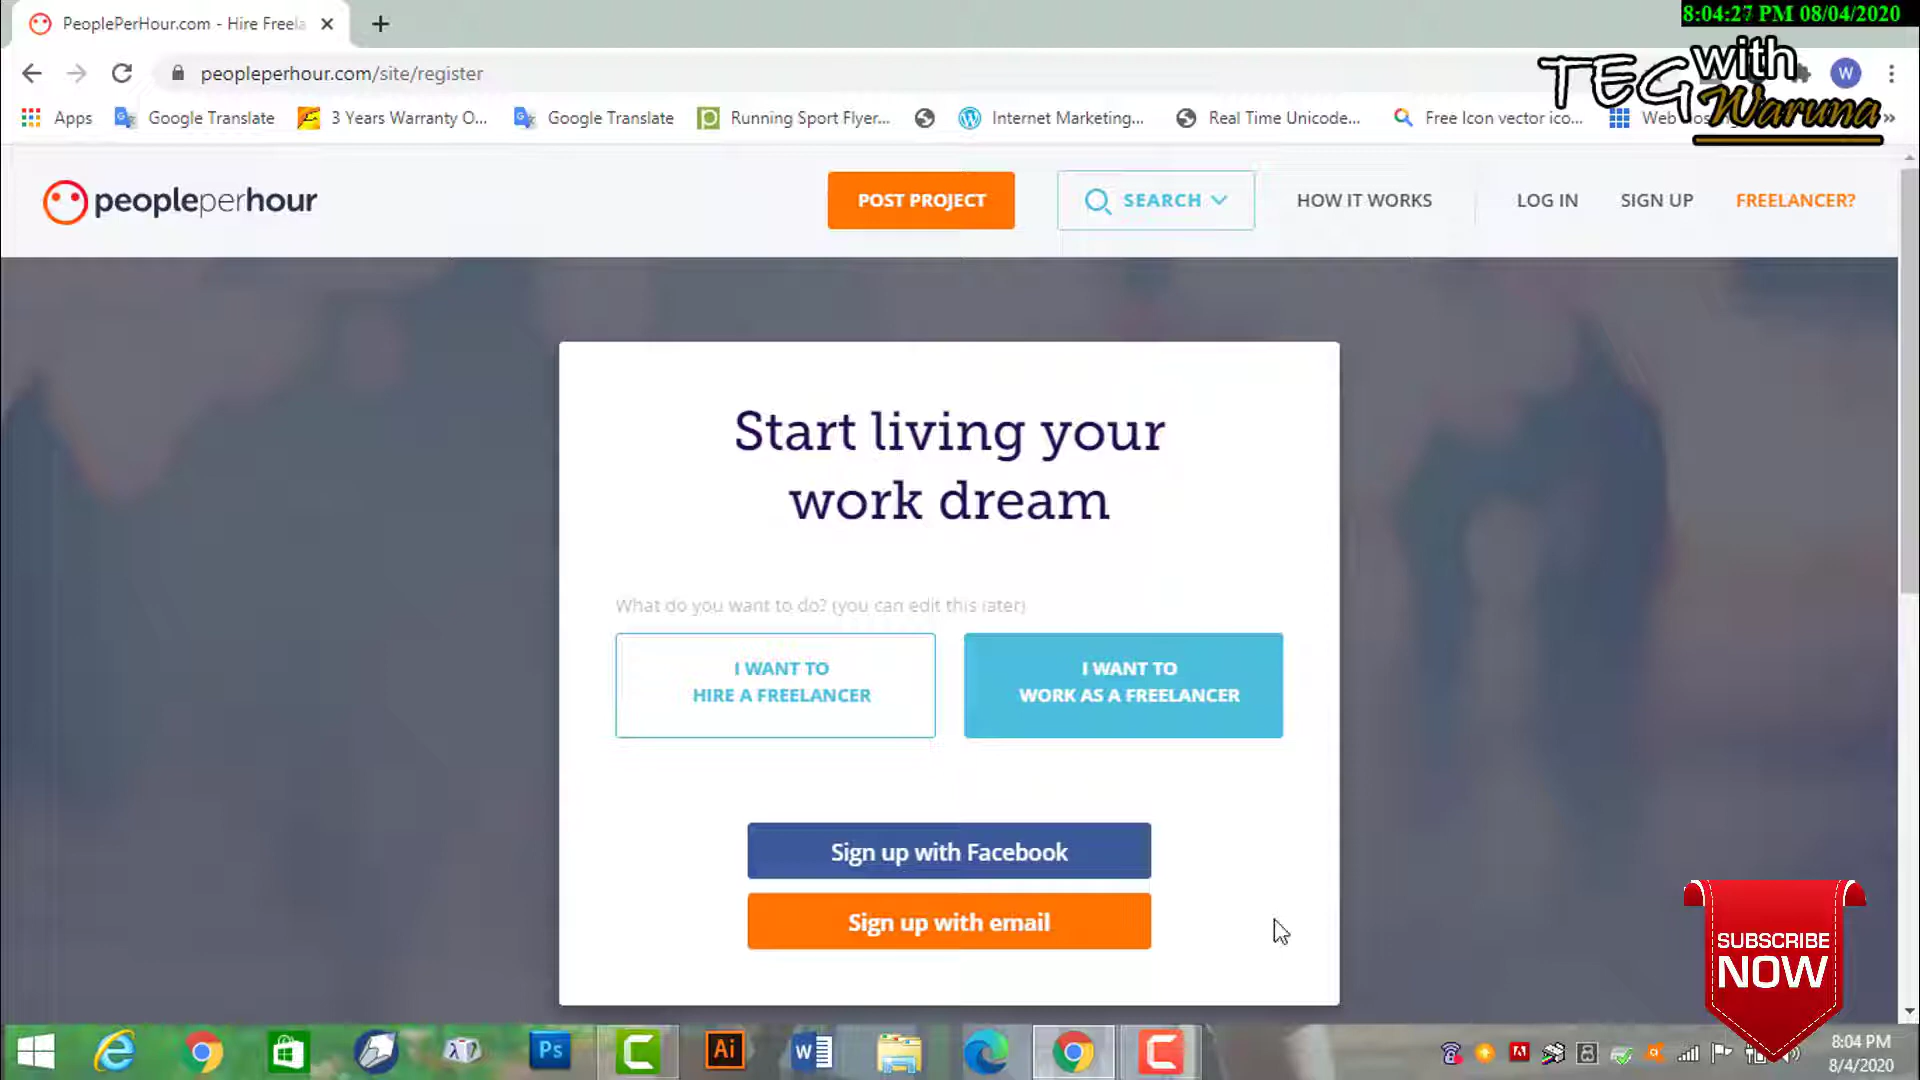 8:04:27 PM 08/04/2020
PeoplePerHour.com - Hire Freela
TEG with
Waruna
peopleperhour.com/site/register
W
Apps
Google Translate
3 Years Warranty O...
Google Translate
Running Sport Flyer...
Internet Marketing...
Real Time Unicode...
Free Icon vector ico...
peopleperhour
POST PROJECT
SEARCH
HOW IT WORKS
LOG IN
SIGN UP
FREELANCER?
Start living your
work dream
What do you want to do? (you can edit this later)
I WANT TO
HIRE A FREELANCER
I WANT TO
WORK AS A FREELANCER
Sign up with Facebook
Sign up with email
SUBSCRIBE
NOW
Ps
Ai
W
8:04 PM
8/4/2020